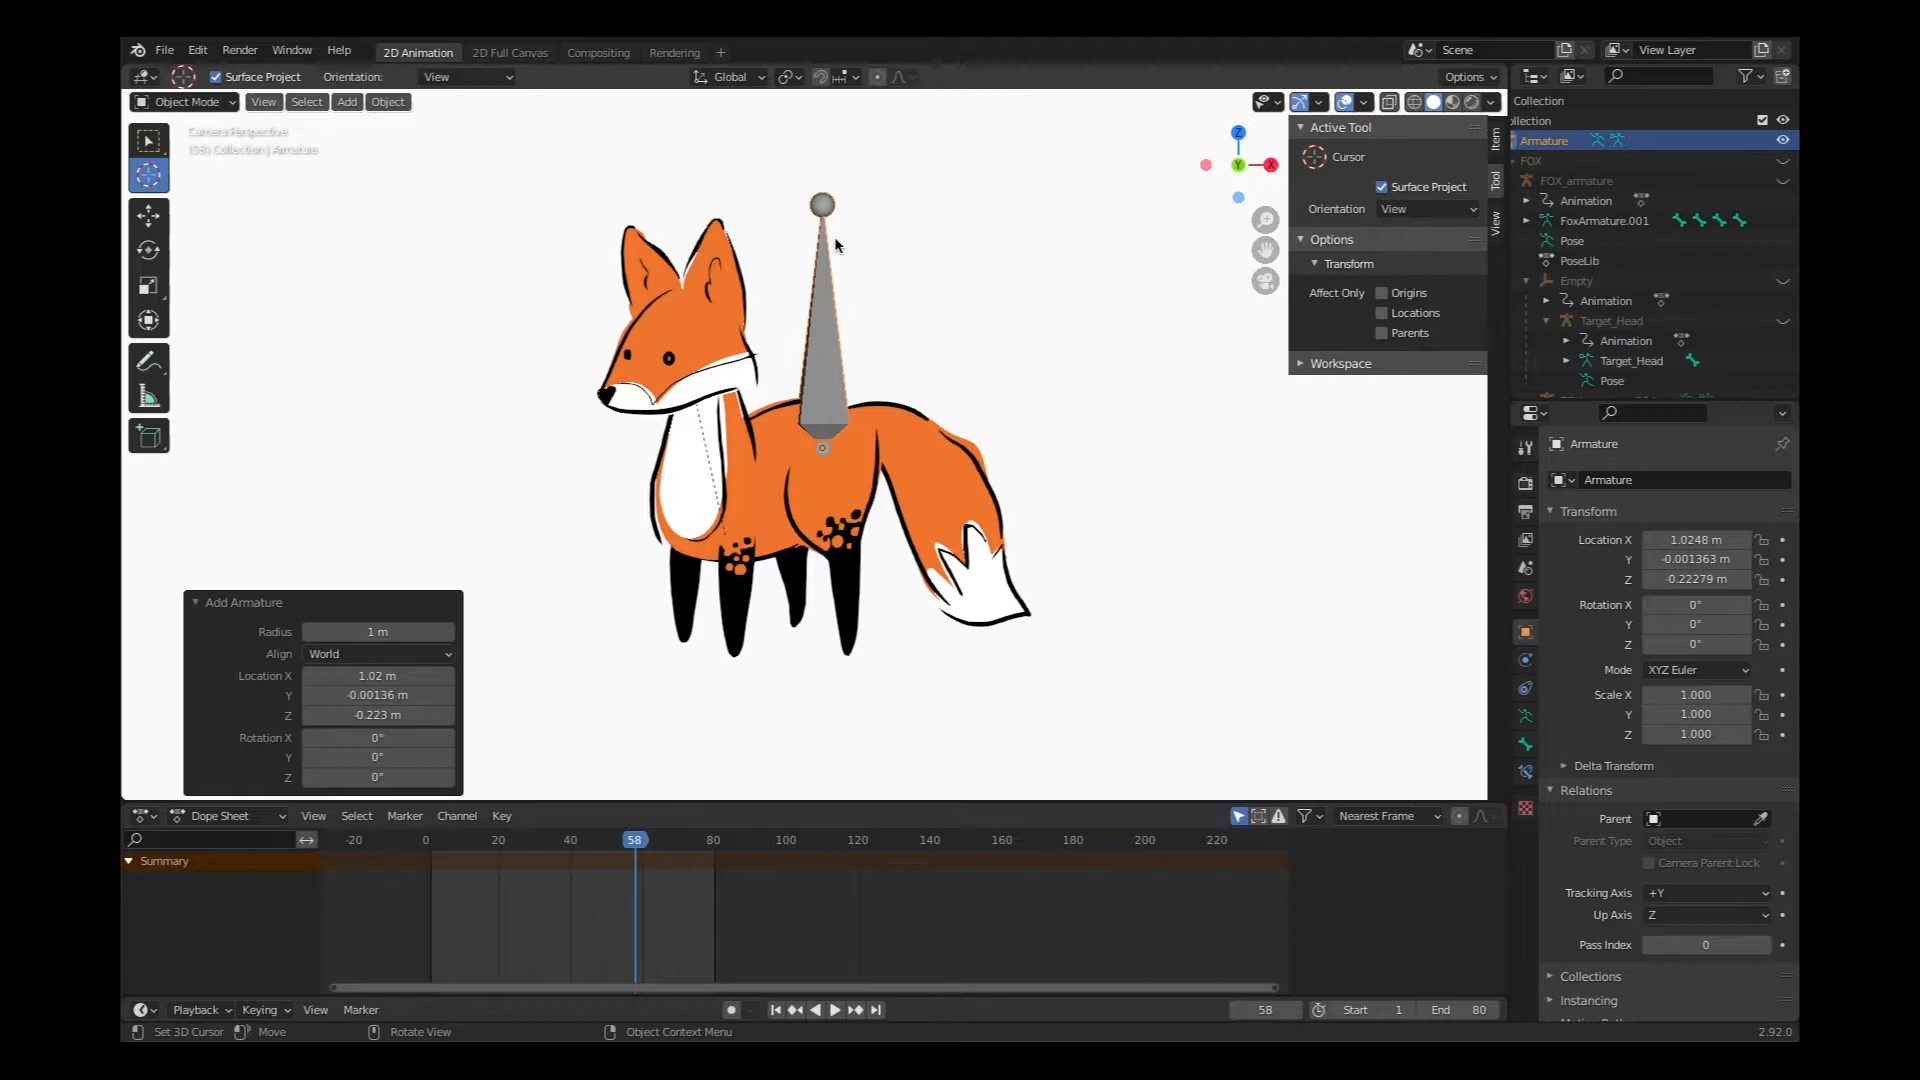 File Edit Render Window Help 2D Animation 2D Full Canvas Compositing Rendering + Scene View Layer
Surface Project Orientation: View Global Options
Object Mode View Select Add Object
Camera Perspective
(58) Collection | Armature
Z
Y
X
Active Tool
Cursor
Surface Project
Orientation View
Options
Transform
Affect Only Origins
Locations
Parents
Workspace
Item
Tool
View
Collection
ollection
Armature
FOX
FOX_armature
Animation
FoxArmature.001
Pose
PoseLib
Empty
Animation
Target_Head
Animation
Target_Head
Pose
Armature
Armature
Transform
Location X 1.0248 m
Y -0.001363 m
Z -0.22279 m
Rotation X 0°
Y 0°
Z 0°
Mode XYZ Euler
Scale X 1.000
Y 1.000
Z 1.000
Delta Transform
Relations
Parent
Parent Type Object
Camera Parent Lock
Tracking Axis +Y
Up Axis Z
Pass Index 0
Collections
Instancing
Add Armature
Radius 1 m
Align World
Location X 1.02 m
Y -0.00136 m
Z -0.223 m
Rotation X 0°
Y 0°
Z 0°
Dope Sheet View Select Marker Channel Key Nearest Frame
-20 0 20 40 58 80 100 120 140 160 180 200 220
Summary
Playback Keying View Marker 58 Start 1 End 80
Set 3D Cursor Move Rotate View Object Context Menu 2.92.0